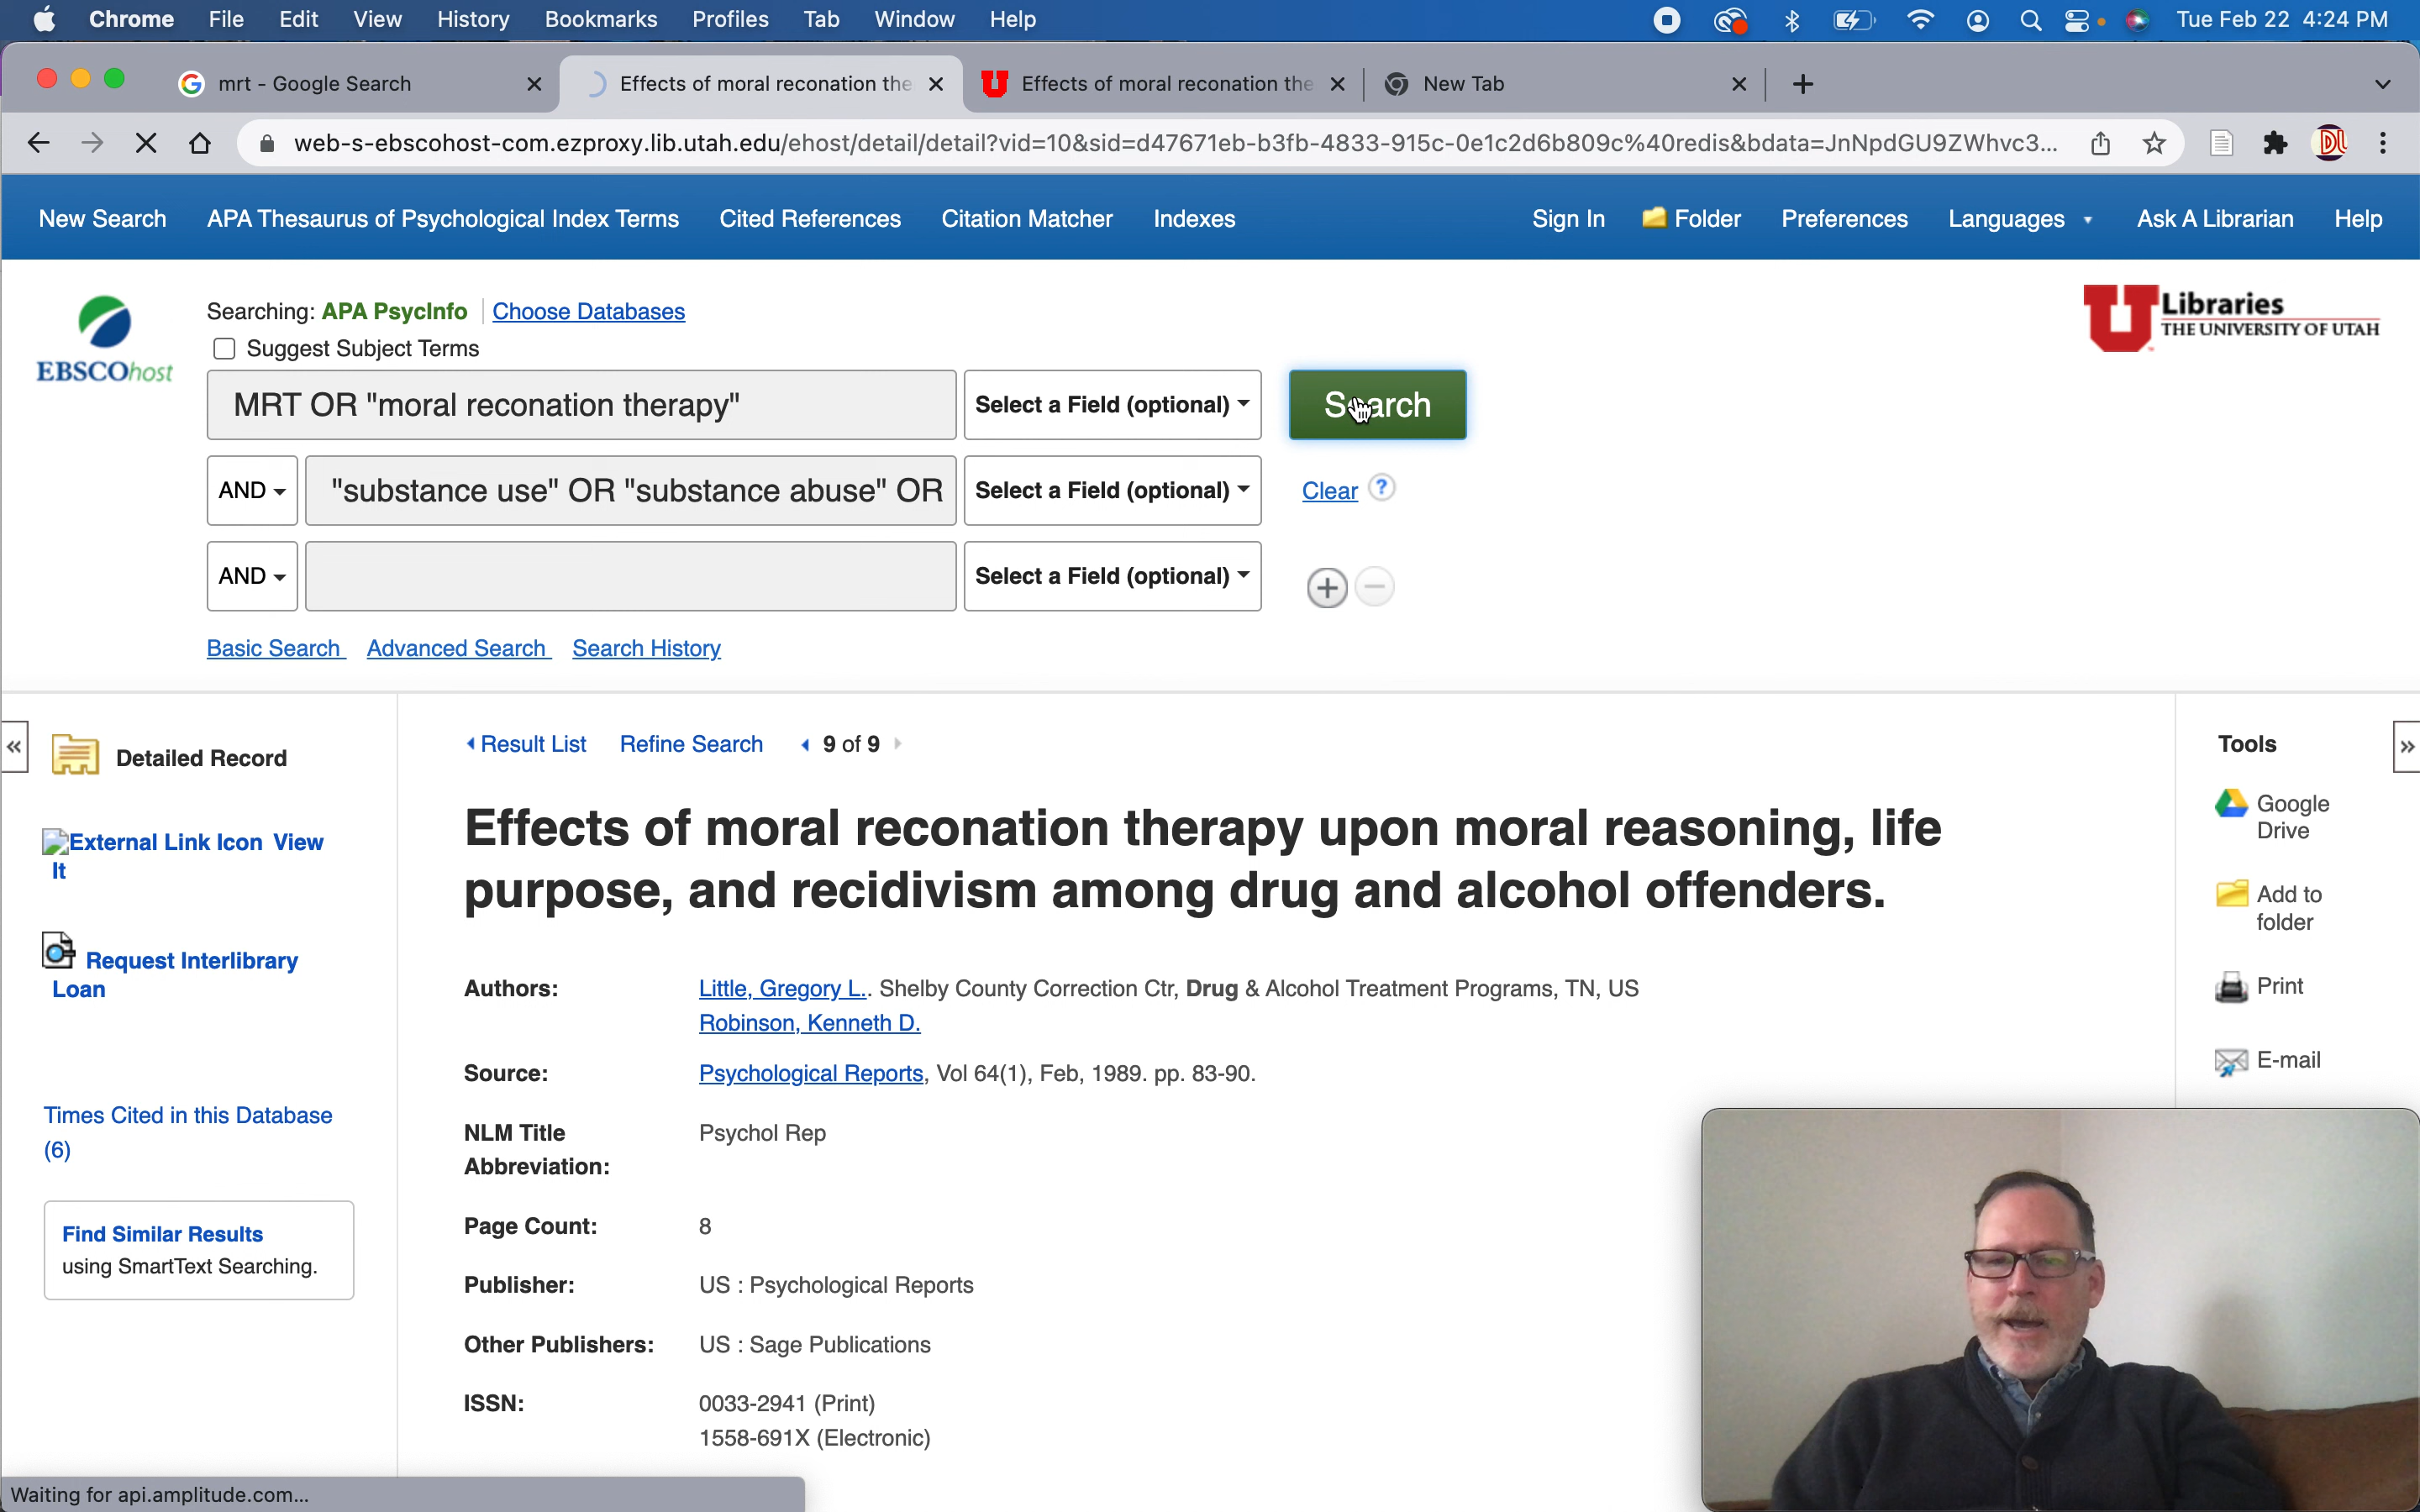 Chrome File Edit View History Bookmarks Profiles Tab Window Help Tue Feb 22 4:24 PM
mrt - Google Search Effects of moral reconation the Effects of moral reconation the New Tab
web-s-ebscohost-com.ezproxy.lib.utah.edu/ehost/detail/detail?vid=10&sid=d47671eb-b3fb-4833-915c-0e1c2d6b809c%40redis&bdata=JnNpdGU9ZWhvc3... DL
New Search APA Thesaurus of Psychological Index Terms Cited References Citation Matcher Indexes Sign In Folder Preferences Languages Ask A Librarian Help
Searching: APA PsycInfo Choose Databases
Suggest Subject Terms
EBSCOhost
U Libraries
THE UNIVERSITY OF UTAH
MRT OR "moral reconation therapy" Select a Field (optional) Search
AND "substance use" OR "substance abuse" OR Select a Field (optional) Clear ?
AND Select a Field (optional)
Basic Search Advanced Search Search History
Detailed Record
External Link Icon View
It
Request Interlibrary
Loan
Times Cited in this Database
(6)
Find Similar Results
using SmartText Searching.
Result List Refine Search 9 of 9
Effects of moral reconation therapy upon moral reasoning, life
purpose, and recidivism among drug and alcohol offenders.
Authors: Little, Gregory L.. Shelby County Correction Ctr, Drug & Alcohol Treatment Programs, TN, US
Robinson, Kenneth D.
Source: Psychological Reports, Vol 64(1), Feb, 1989. pp. 83-90.
NLM Title Psychol Rep
Abbreviation:
Page Count: 8
Publisher: US : Psychological Reports
Other Publishers: US : Sage Publications
ISSN: 0033-2941 (Print)
1558-691X (Electronic)
Tools
Google
Drive
Add to
folder
Print
E-mail
Waiting for api.amplitude.com...